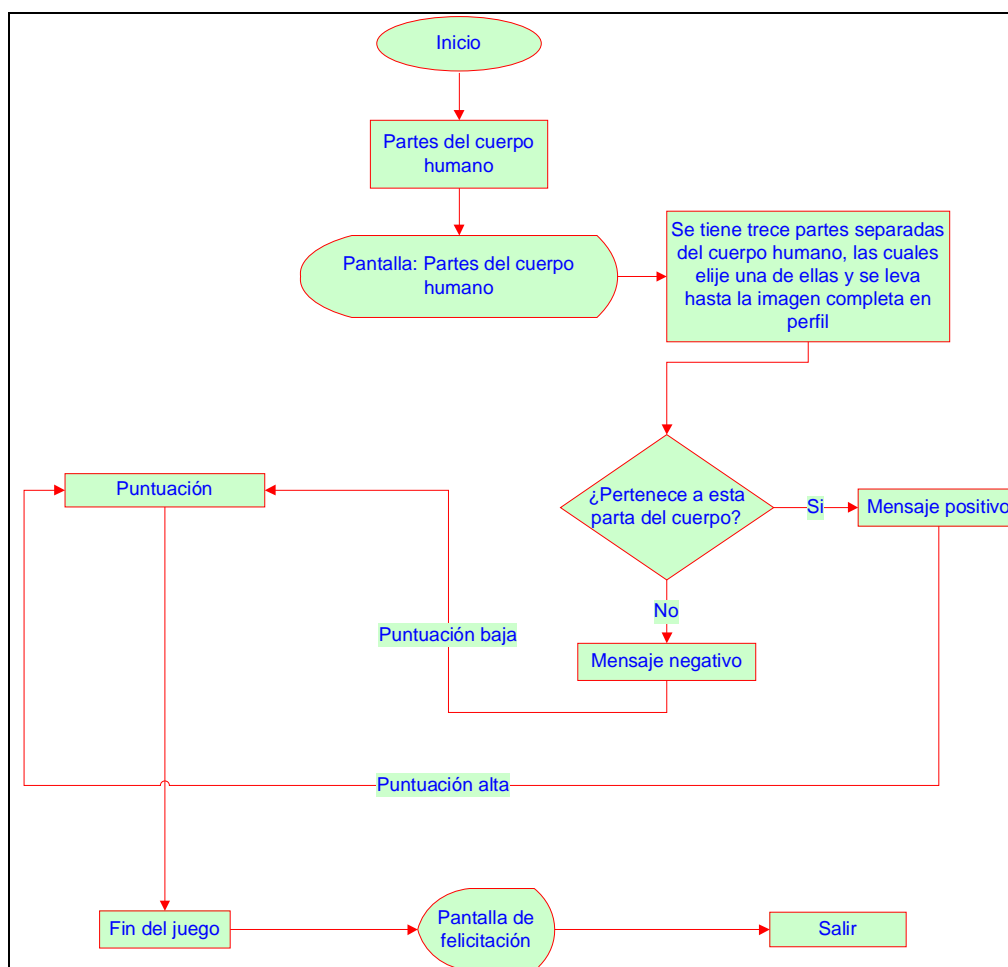 Inicio
Partes del cuerpo
humano
Pantalla: Partes del cuerpo
humano
Se tiene trece partes separadas
del cuerpo humano, las cuales
elije una de ellas y se leva
hasta la imagen completa en
perfil
¿Pertenece a esta
parta del cuerpo?
Si
Mensaje positivo
Puntuación
No
Puntuación baja
Mensaje negativo
Puntuación alta
Fin del juego
Pantalla de
felicitación
Salir